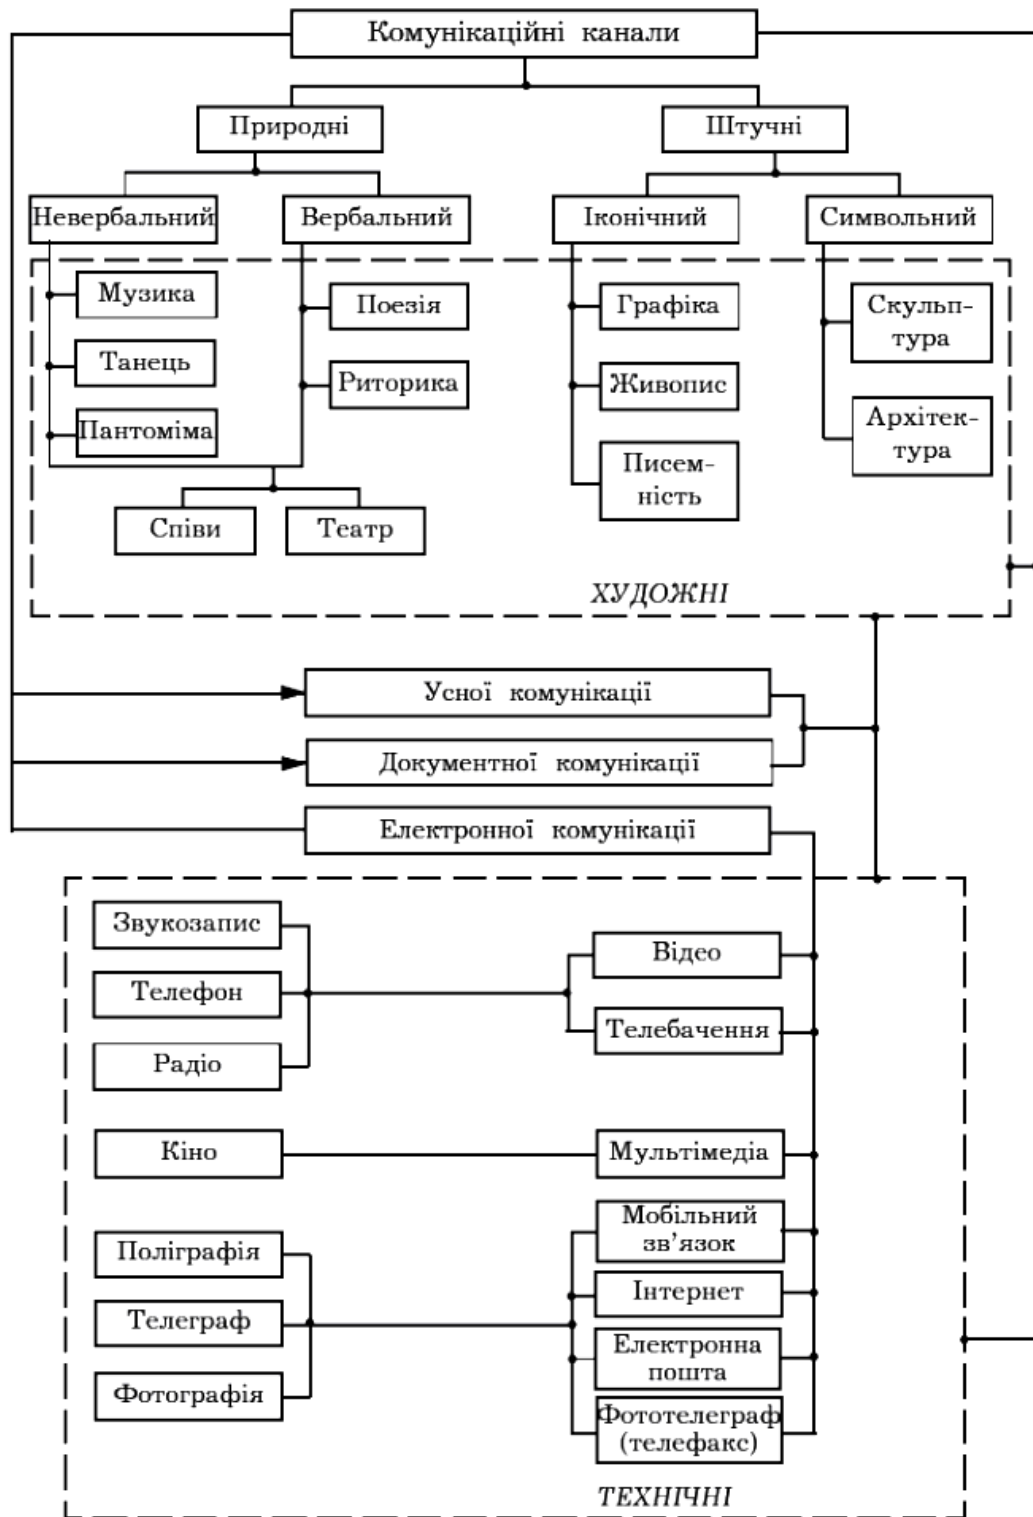 Комунікаційні канали
Природні
Штучні
Невербальний
Вербальний
Іконічний
Символьний
Музика
Танець
Пантоміма
Поезія
Риторика
Співи
Театр
Графіка
Живопис
Писем-
ність
Скульп-
тура
Архітек-
тура
ХУДОЖНІ
Усної комунікації
Документної комунікації
Електронної комунікації
Звукозапис
Телефон
Радіо
Відео
Телебачення
Кіно
Мультімедіа
Поліграфія
Телеграф
Фотографія
Мобільний
зв’язок
Інтернет
Електронна
пошта
Фототелеграф
(телефакс)
ТЕХНІЧНІ